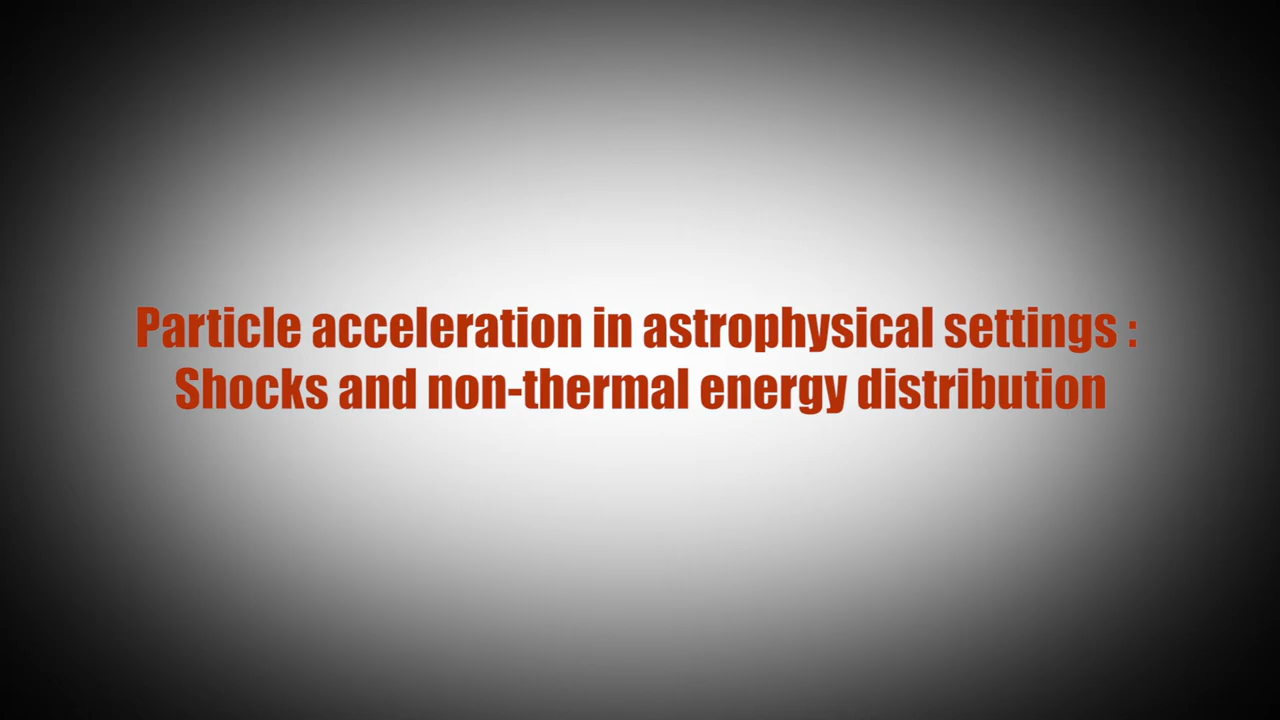 Particle acceleration in astrophysical settings :
Shocks and non-thermal energy distribution